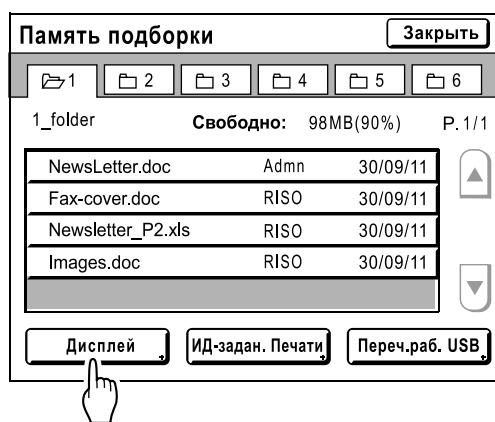 Память подборки Закрыть
1 2 3 4 5 6
1_folder Свободно: 98MB(90%) P.1/1
NewsLetter.doc Admn 30/09/11
Fax-cover.doc RISO 30/09/11
Newsletter_P2.xls RISO 30/09/11
Images.doc RISO 30/09/11
Дисплей ИД-задан. Печати Переч.раб. USB